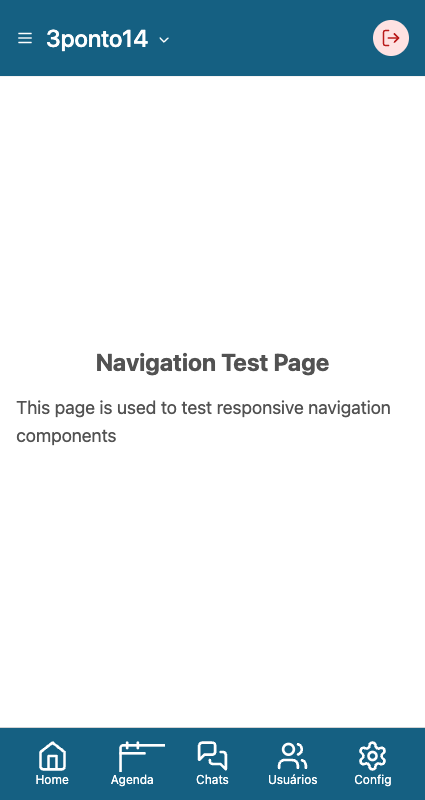 3ponto14
Navigation Test Page
This page is used to test responsive navigation
components
Home Agenda Chats Usuários Config